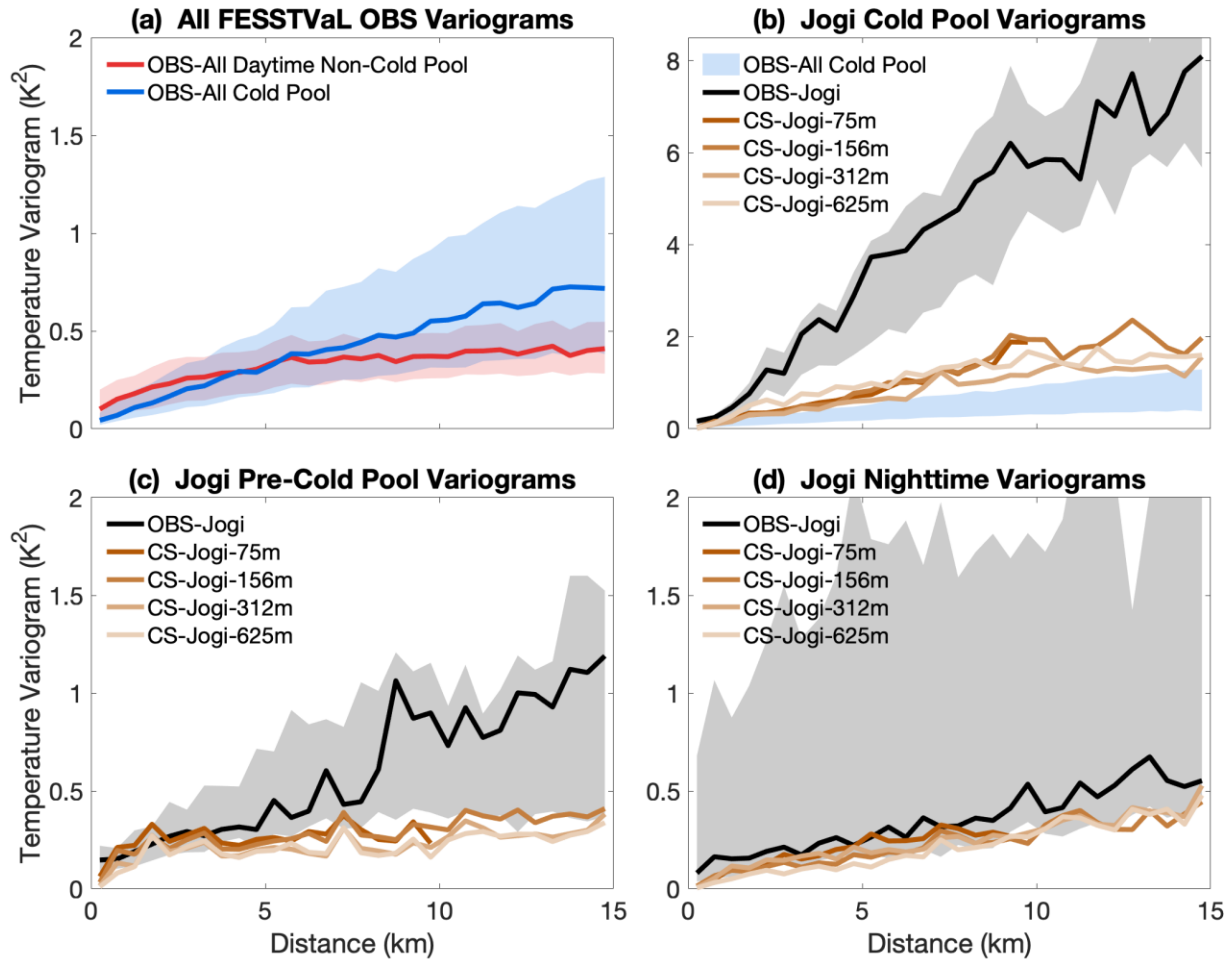 (a) All FESSTVaL OBS Variograms
2
1.5
1
0.5
0
Temperature Variogram (K²)
OBS-All Daytime Non-Cold Pool
OBS-All Cold Pool
(b) Jogi Cold Pool Variograms
8
6
4
2
0
OBS-All Cold Pool
OBS-Jogi
CS-Jogi-75m
CS-Jogi-156m
CS-Jogi-312m
CS-Jogi-625m
(c) Jogi Pre-Cold Pool Variograms
2
1.5
1
0.5
0
Temperature Variogram (K²)
OBS-Jogi
CS-Jogi-75m
CS-Jogi-156m
CS-Jogi-312m
CS-Jogi-625m
0 5 10 15
Distance (km)
(d) Jogi Nighttime Variograms
2
1.5
1
0.5
0
OBS-Jogi
CS-Jogi-75m
CS-Jogi-156m
CS-Jogi-312m
CS-Jogi-625m
0 5 10 15
Distance (km)